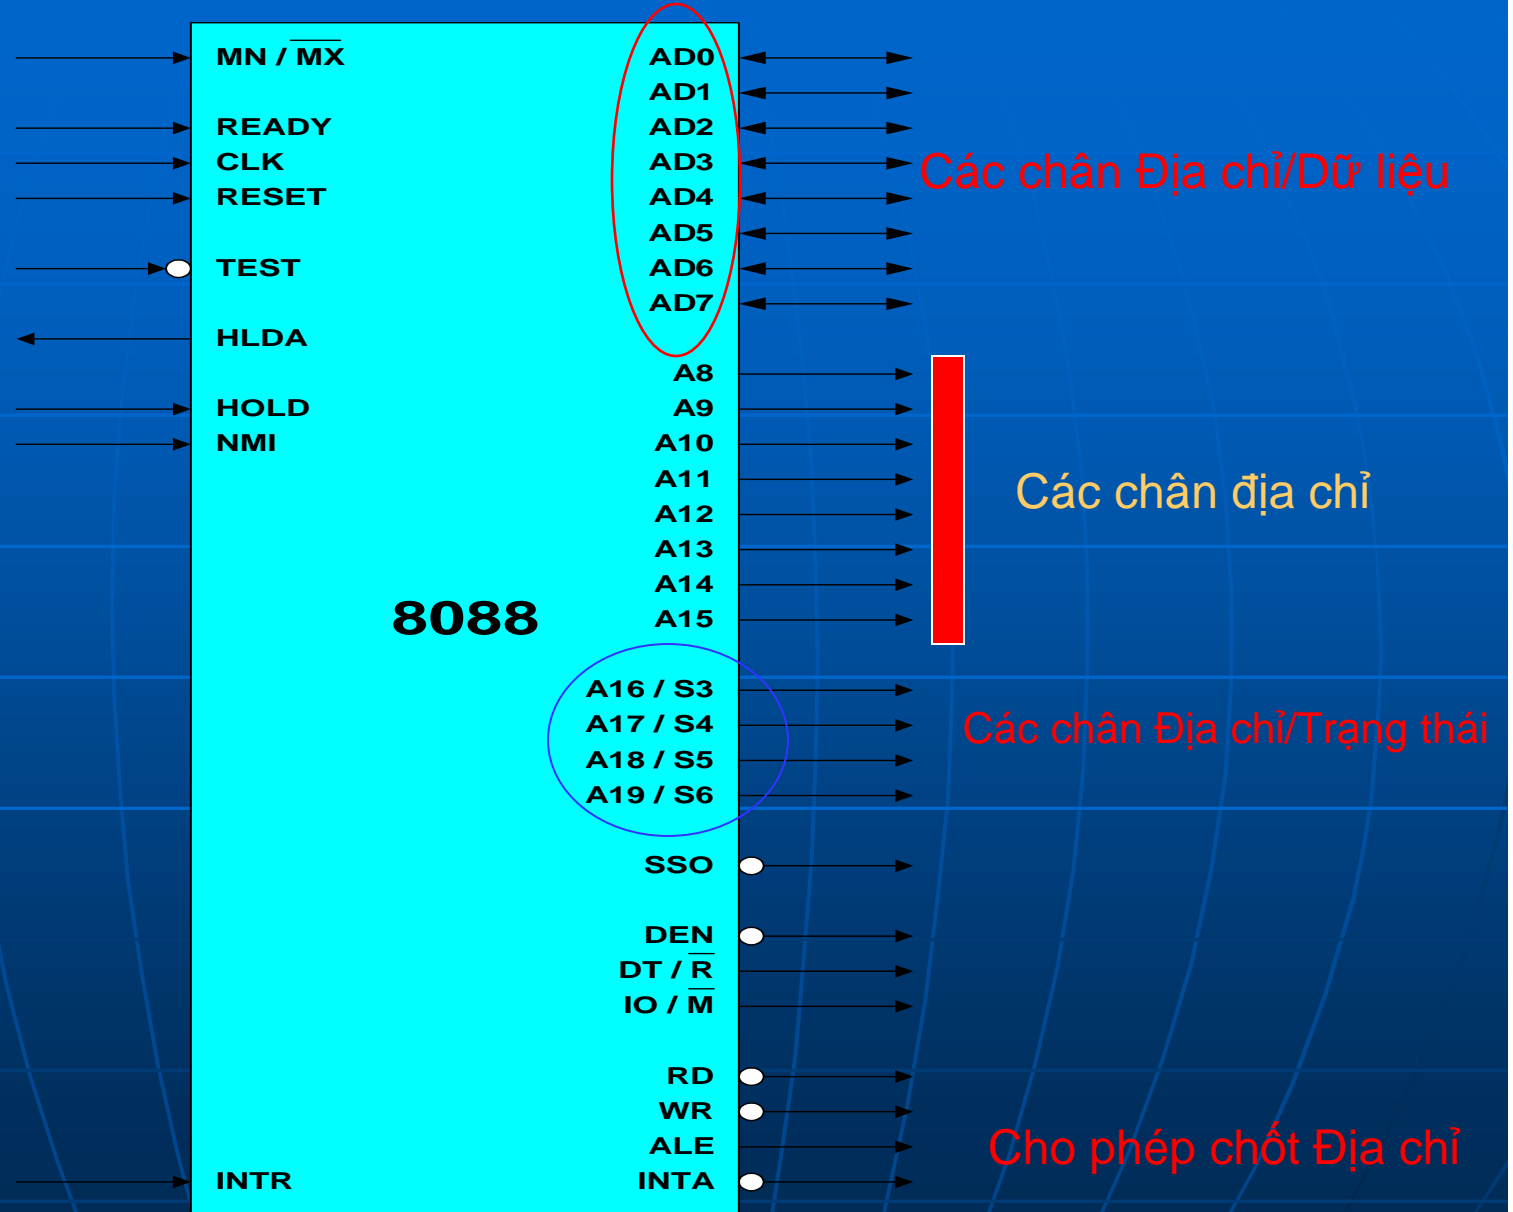 MN / MX
READY
CLK
RESET
TEST
HLDA
HOLD
NMI
8088
INTR
AD0
AD1
AD2
AD3
AD4
AD5
AD6
AD7
A8
A9
A10
A11
A12
A13
A14
A15
A16 / S3
A17 / S4
A18 / S5
A19 / S6
SSO
DEN
DT / R
IO / M
RD
WR
ALE
INTA
Các chân Địa chỉ/Dữ liệu
Các chân địa chỉ
Các chân Địa chỉ/Trạng thái
Cho phép chốt Địa chỉ